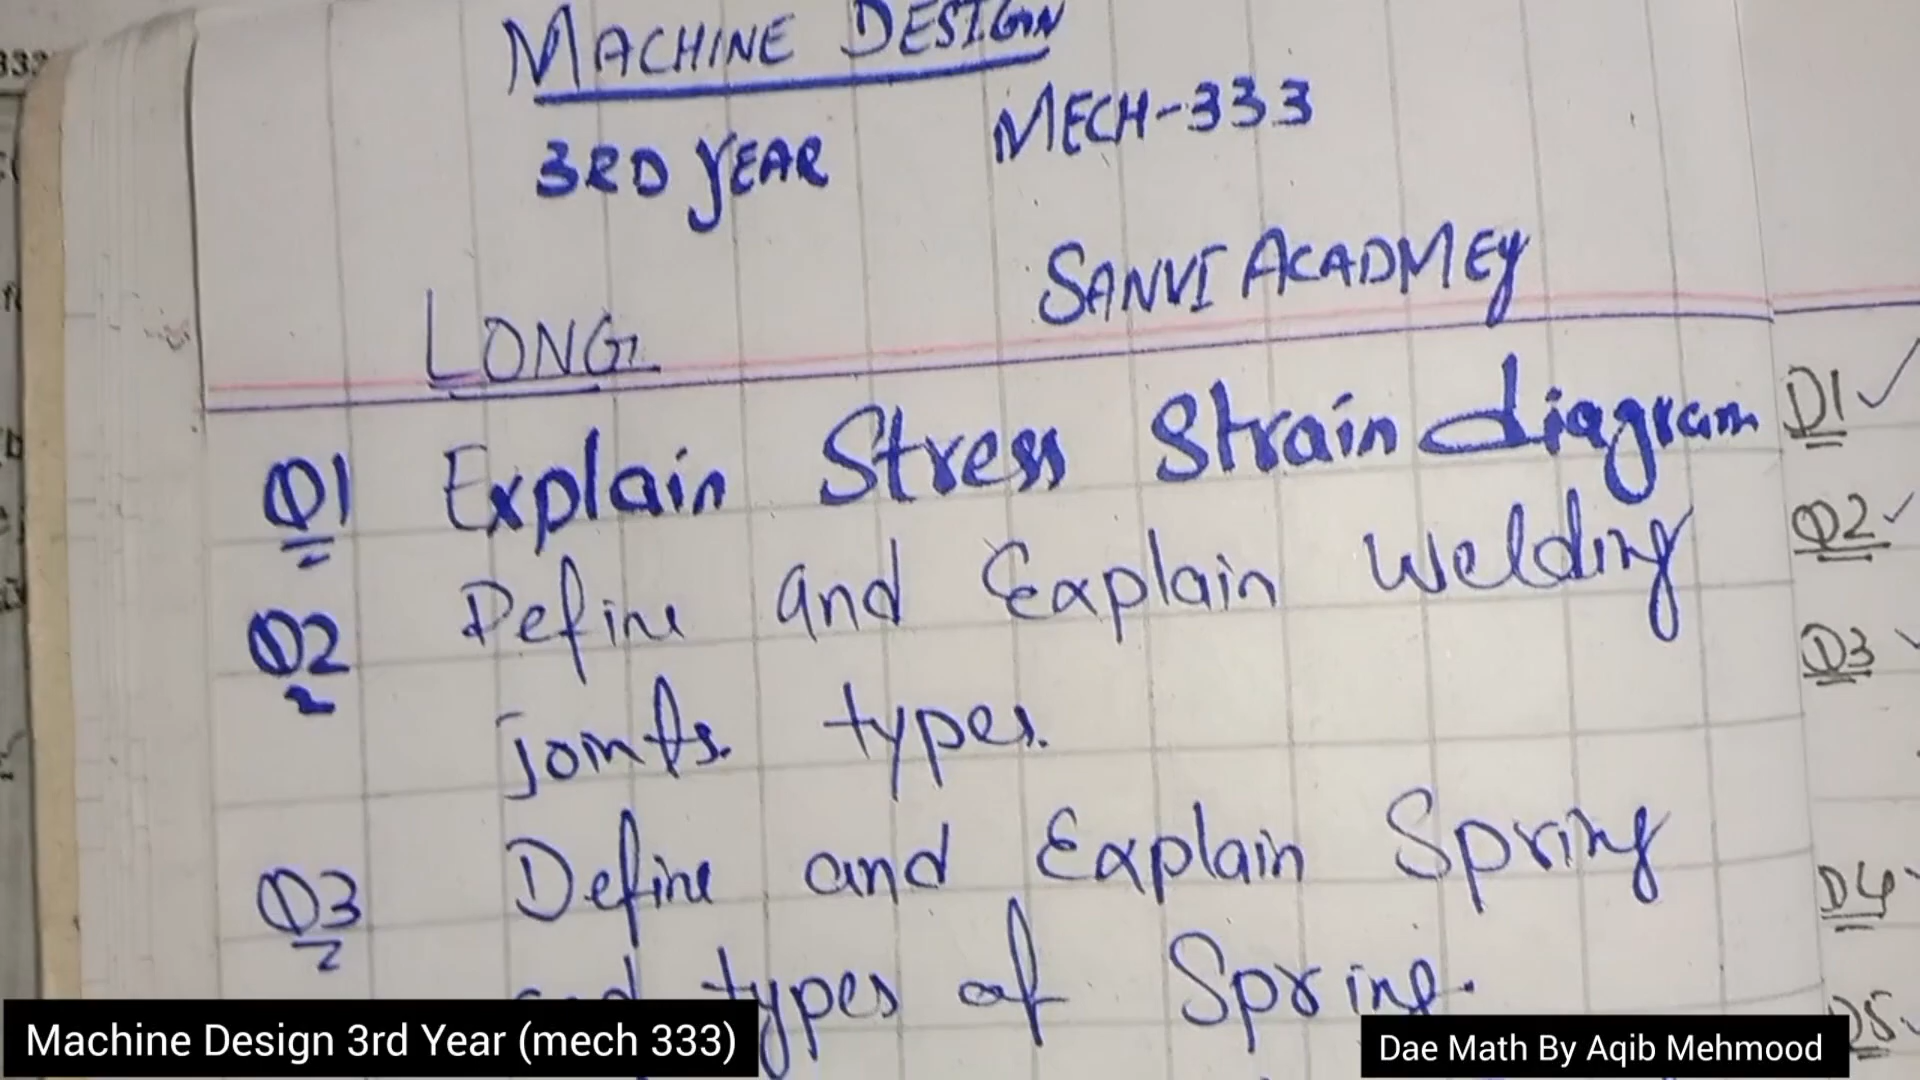 MACHINE DESIGN
3RD YEAR MECH-333
SANVI ACADMEY
LONG
Q1 Explain Stress Strain diagram
Q2 Define and Explain Welding
joints types.
Q3 Define and Explain Spring
and types of Spring.
Q1
Q2
Q3
Q4
Q5
Machine Design 3rd Year (mech 333)
Dae Math By Aqib Mehmood